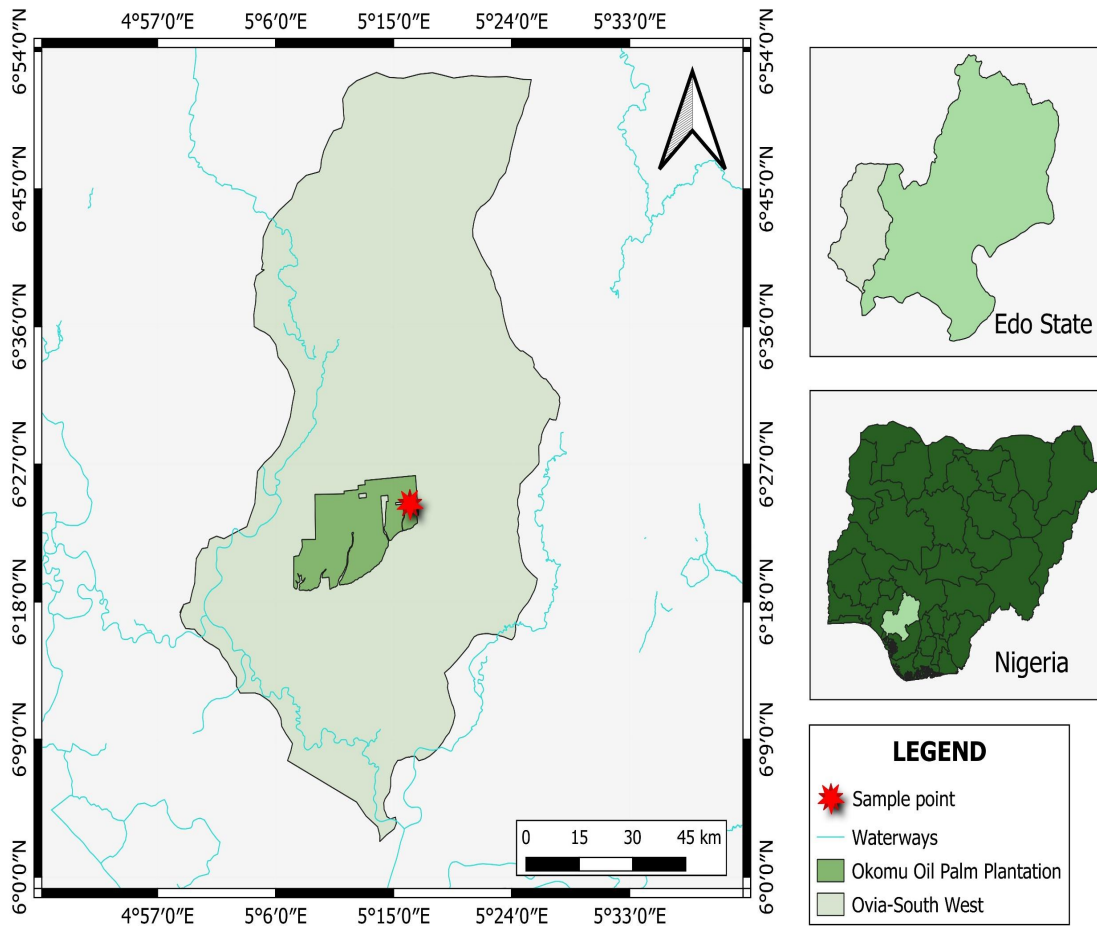 4°57′0″E 5°6′0″E 5°15′0″E 5°24′0″E 5°33′0″E
6°54′0″N 6°54′0″N
6°45′0″N 6°45′0″N
6°36′0″N 6°36′0″N
6°27′0″N 6°27′0″N
6°18′0″N 6°18′0″N
6°9′0″N 6°9′0″N
6°0′0″N 6°0′0″N
0 15 30 45 km
4°57′0″E 5°6′0″E 5°15′0″E 5°24′0″E 5°33′0″E
Edo State
Nigeria
LEGEND
Sample point
Waterways
Okomu Oil Palm Plantation
Ovia-South West